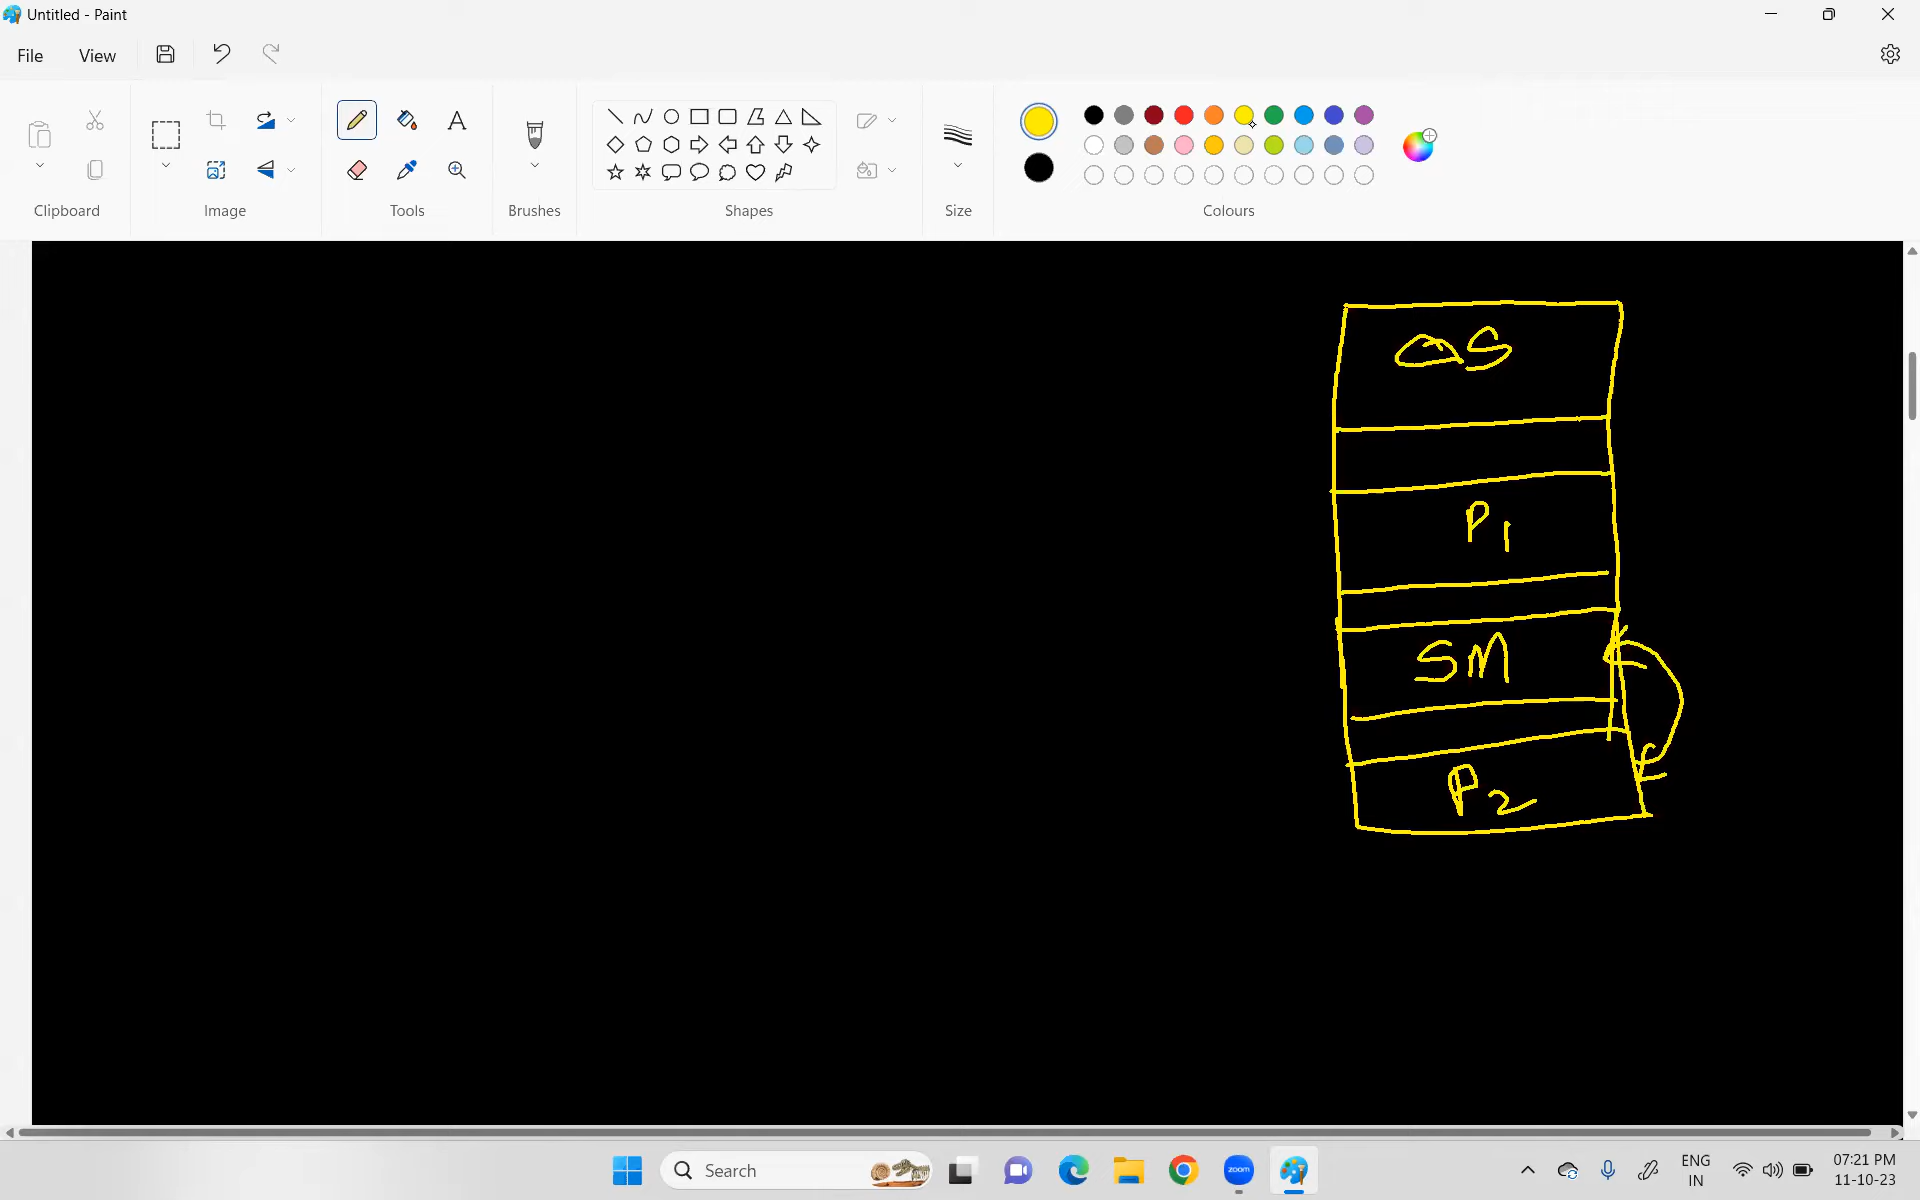 Untitled - Paint
File View
Clipboard Image Tools Brushes Shapes Size Colours
OS
P1
SM
P2
Search
zoom
ENG
IN
07:21 PM
11-10-23